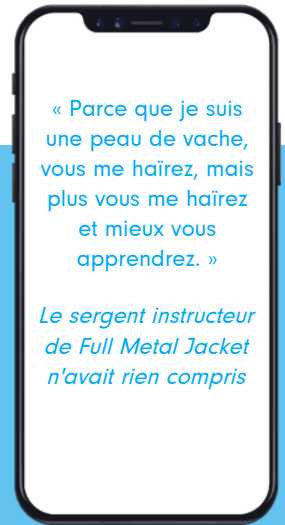 « Parce que je suis
une peau de vache,
vous me haïrez, mais
plus vous me haïrez
et mieux vous
apprendrez. »
Le sergent instructeur
de Full Metal Jacket
n'avait rien compris